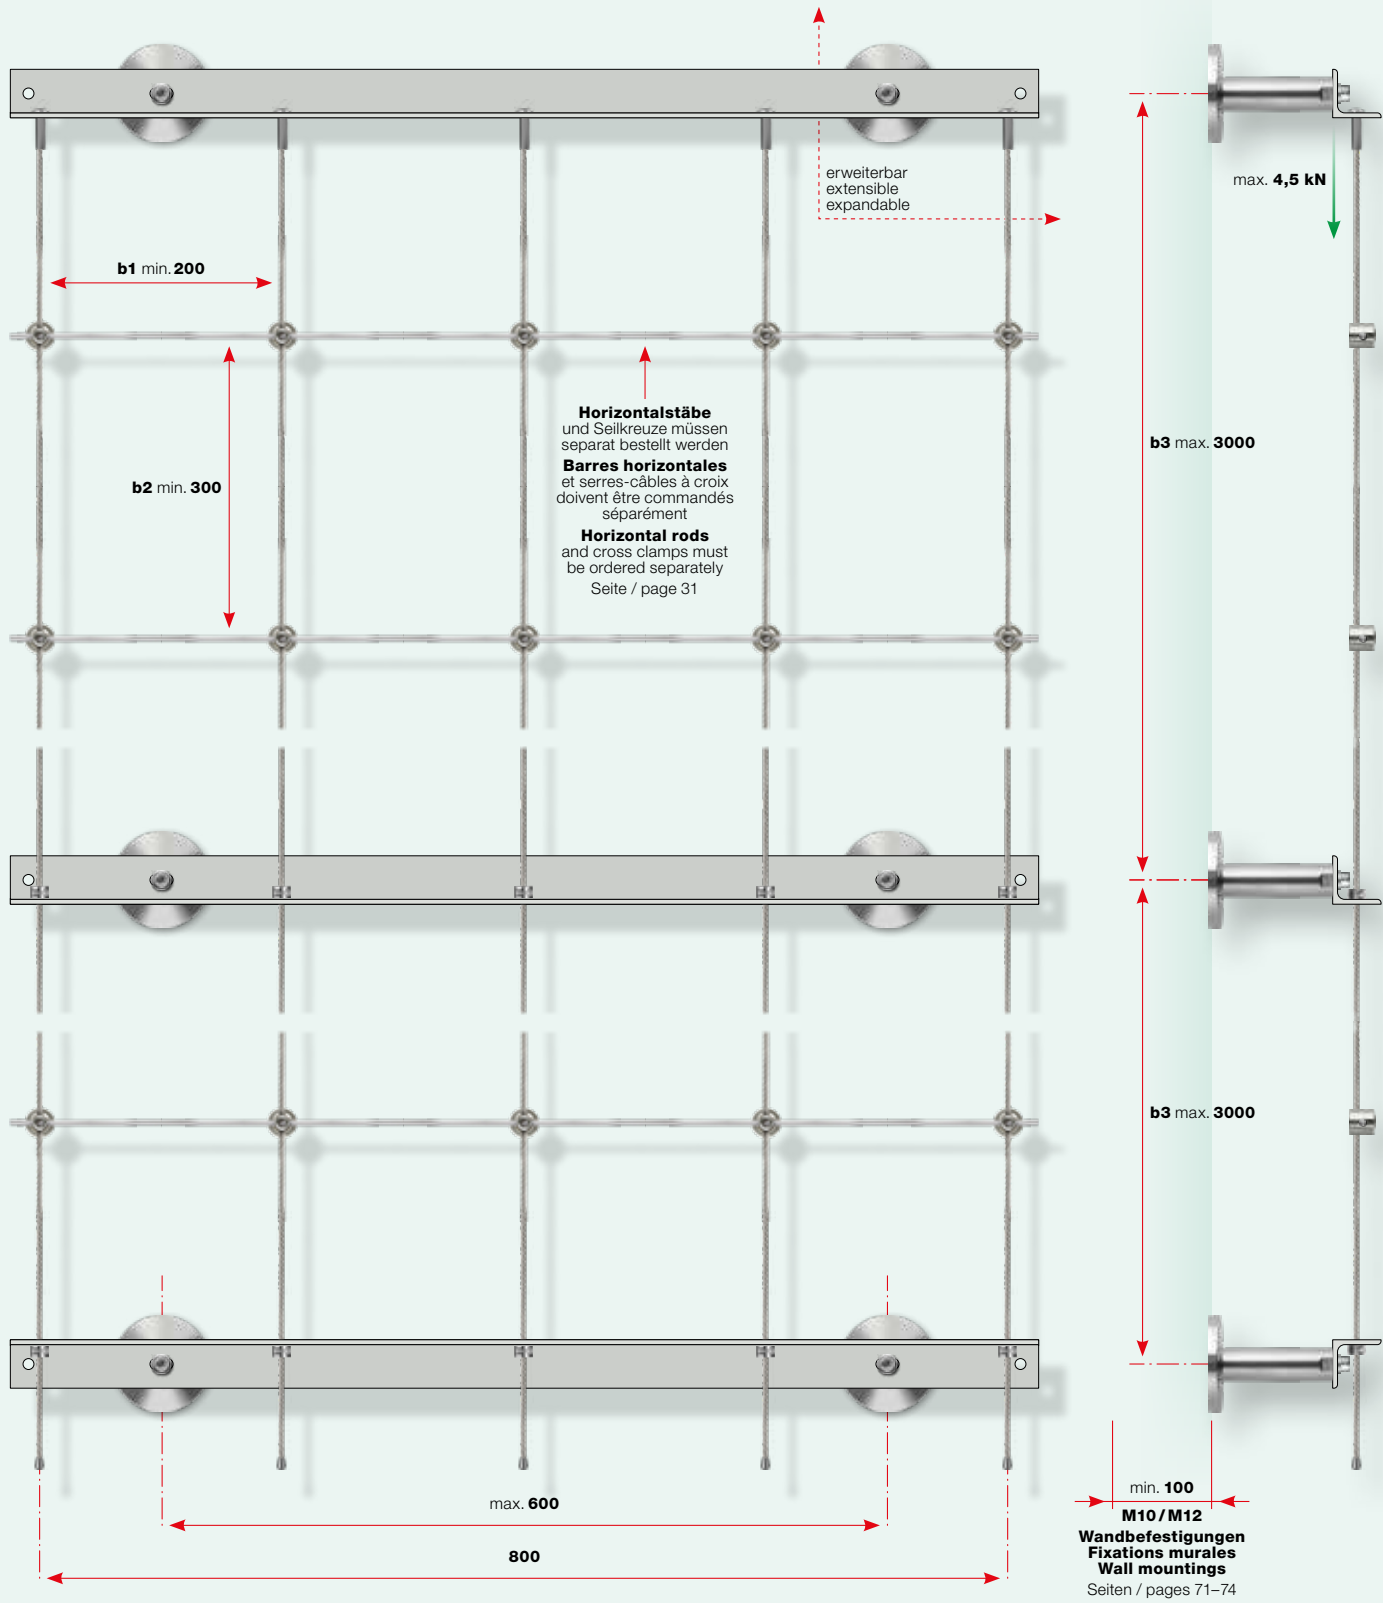 erweiterbar
extensible
expandable
max. 4,5 kN
b1 min. 200
Horizontalstäbe
und Seilkreuze müssen
separat bestellt werden
Barres horizontales
et serres-câbles à croix
doivent être commandés
séparément
Horizontal rods
and cross clamps must
be ordered separately
Seite / page 31
b2 min. 300
b3 max. 3000
b3 max. 3000
max. 600
800
min. 100
M10 / M12
Wandbefestigungen
Fixations murales
Wall mountings
Seiten / pages 71–74